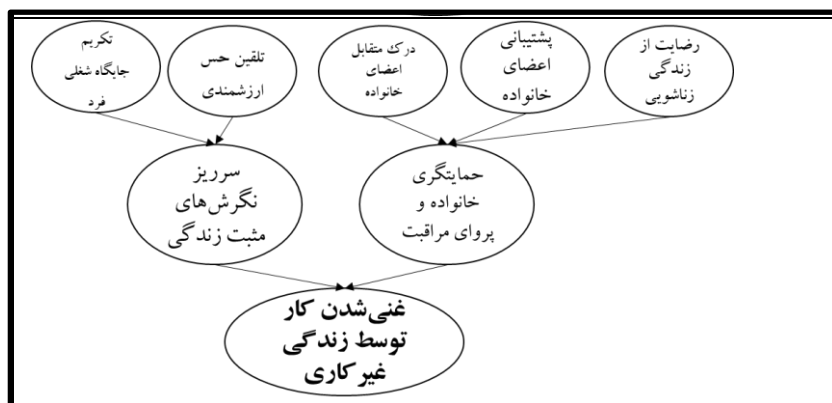 رضایت از
زندگی
زناشویی
پشتیبانی
اعضای
خانواده
درک متقابل
اعضای
خانواده
تلقین حس
ارزشمندی
تکریم
جایگاه شغلی
فرد
حمایتگری
خانواده و
پروای مراقبت
سرریز
نگرش‌های
مثبت زندگی
غنی‌شدن کار
توسط زندگی
غیرکاری